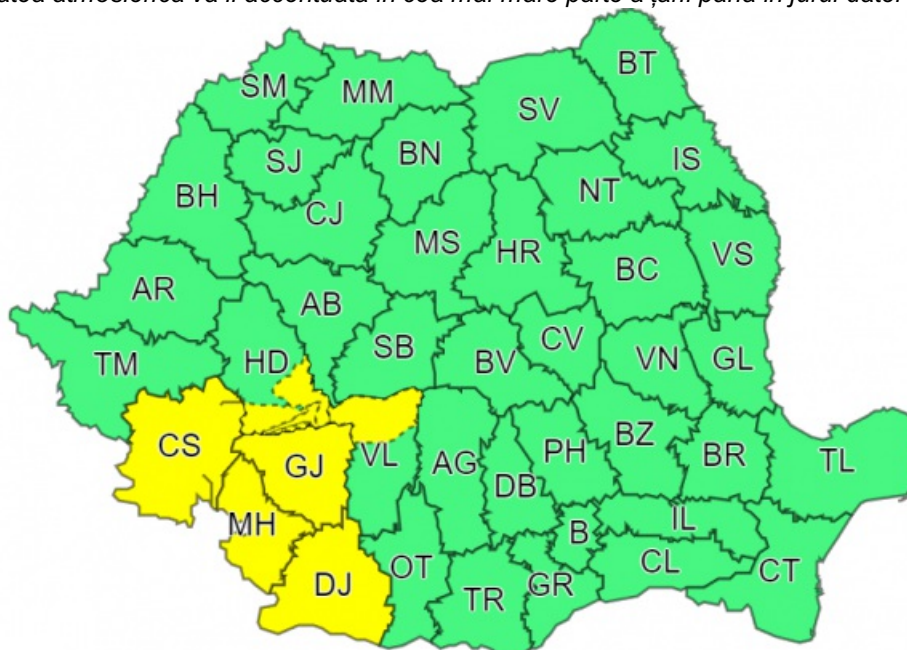 atea atmosferică va fi accentuată în cea mai mare parte a țării până în jurul datei
BT
SM
MM
SV
SJ
BN
IS
BH
NT
CJ
MS
HR
BC
VS
AR
AB
TM
HD
SB
BV
CV
VN
GL
CS
GJ
VL
AG
DB
PH
BZ
BR
TL
MH
B
IL
DJ
OT
TR
GR
CL
CT